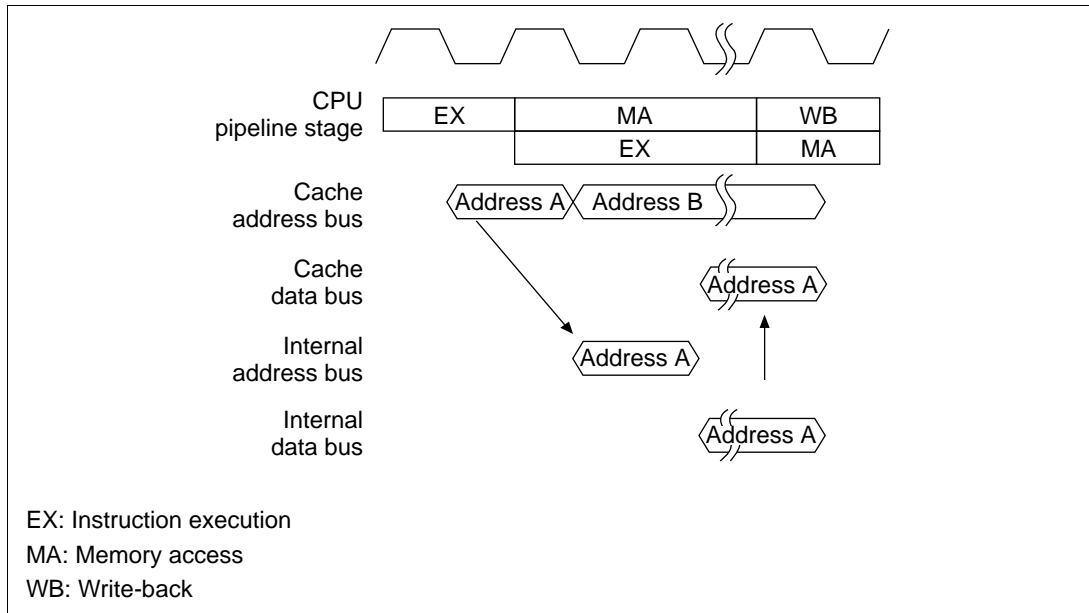 CPU
pipeline stage
EX MA WB
EX MA
Cache
address bus
Address A Address B
Cache
data bus
Address A
Internal
address bus
Address A
Internal
data bus
Address A
EX: Instruction execution
MA: Memory access
WB: Write-back